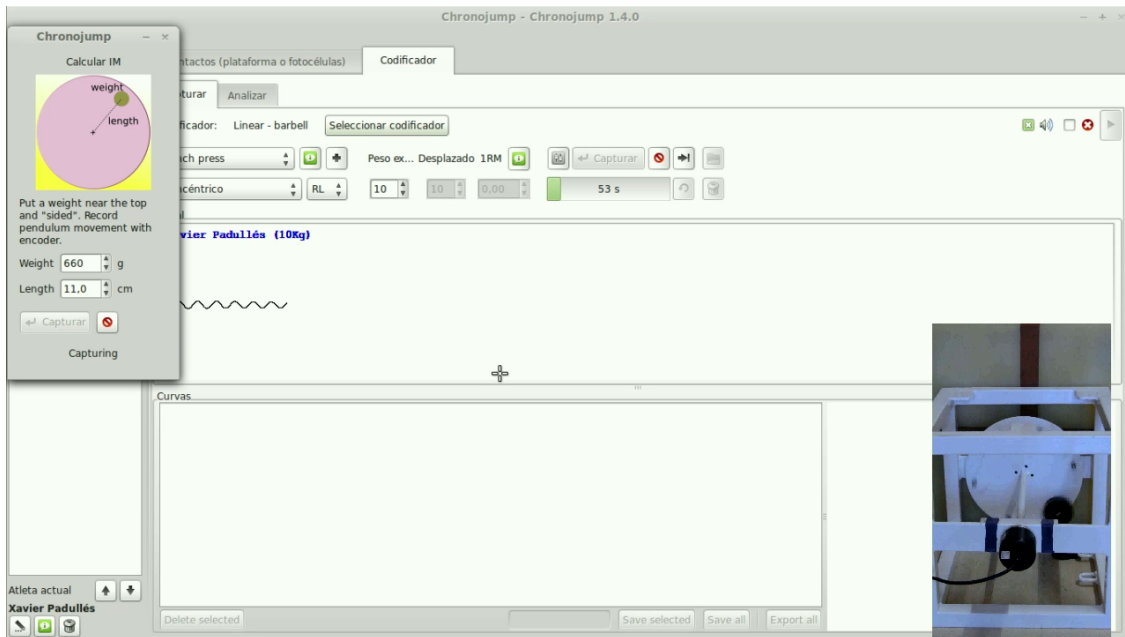 Chronojump - Chronojump 1.4.0
Chronojump
Calcular IM
weight
length
Put a weight near the top
and "sided". Record
pendulum movement with
encoder.
Weight 660 g
Length 11,0 cm
Capturar
Capturing
ntactos (plataforma o fotocélulas) Codificador
turar Analizar
ificador: Linear - barbell Seleccionar codificador
ch press Peso ex... Desplazado 1RM Capturar
céntrico RL 10 10 0,00 53 s
vier Padullés (10Kg)
Curvas
Atleta actual
Xavier Padullés
Delete selected Save selected Save all Export all